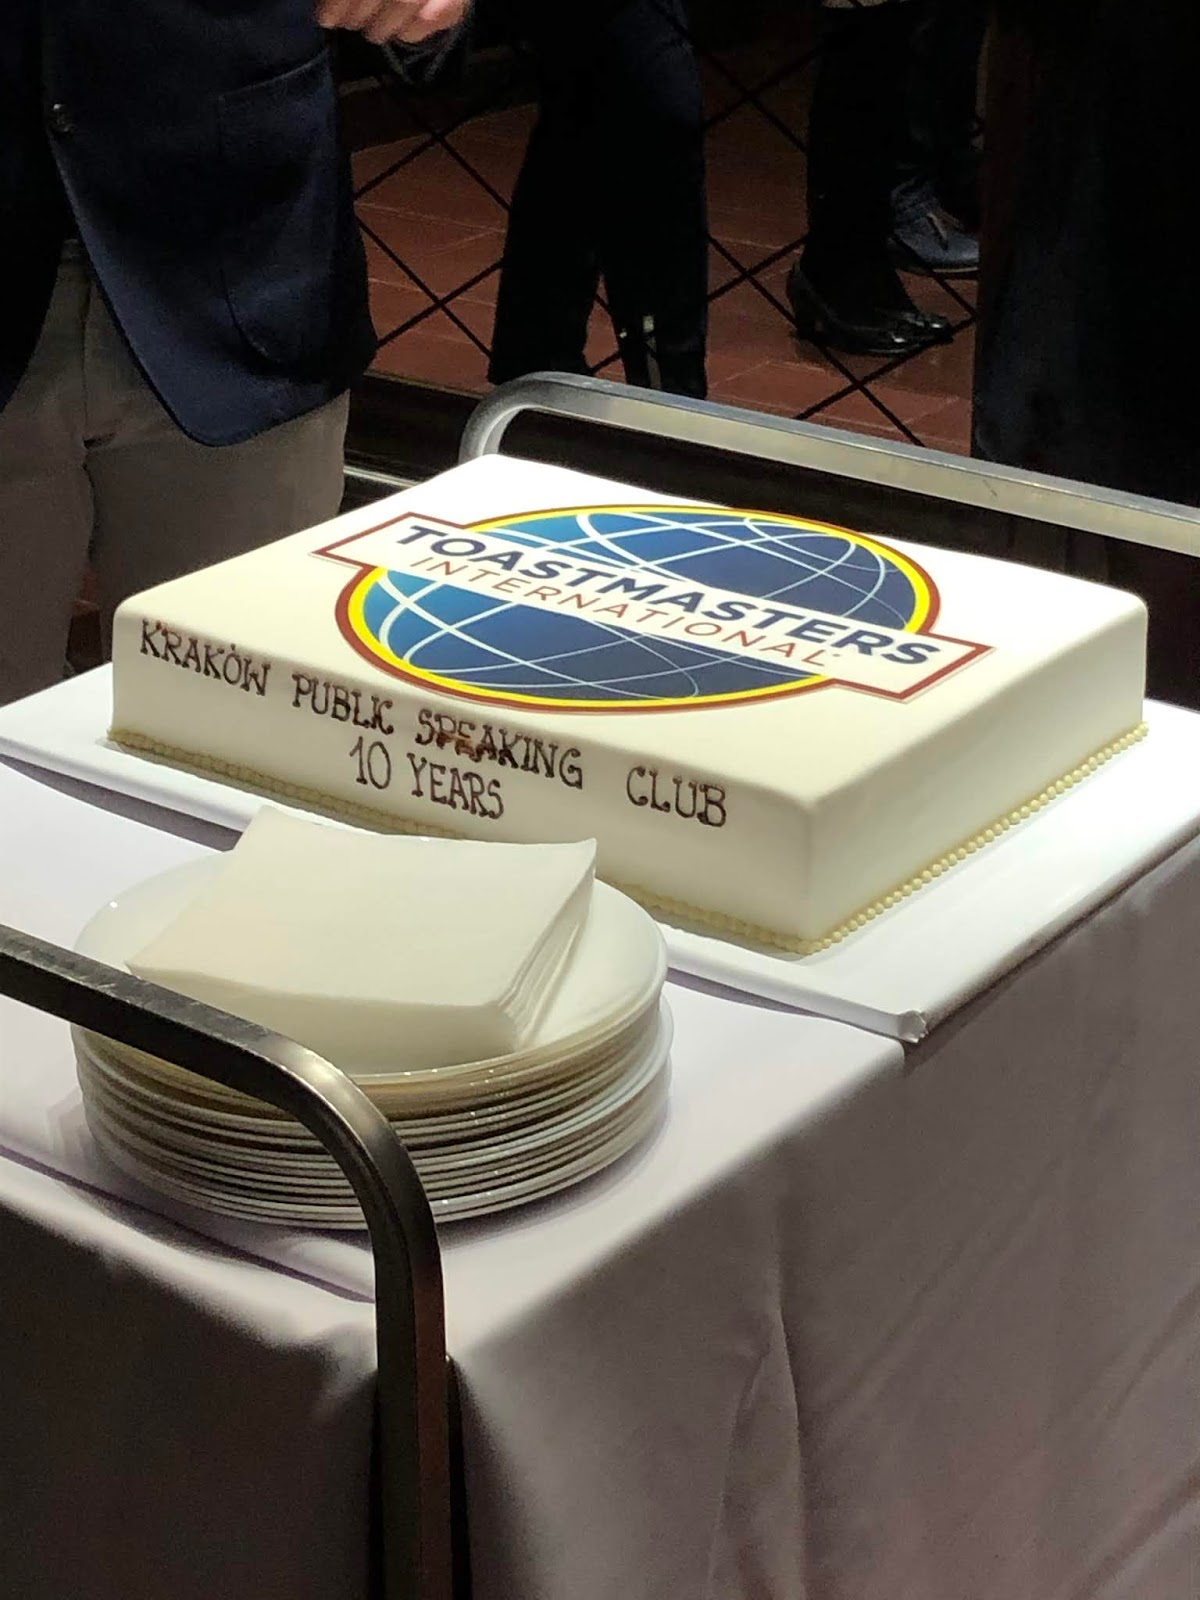 TOASTMASTERS
INTERNATIONAL
KRAKÓW PUBLIC SPEAKING CLUB
10 YEARS